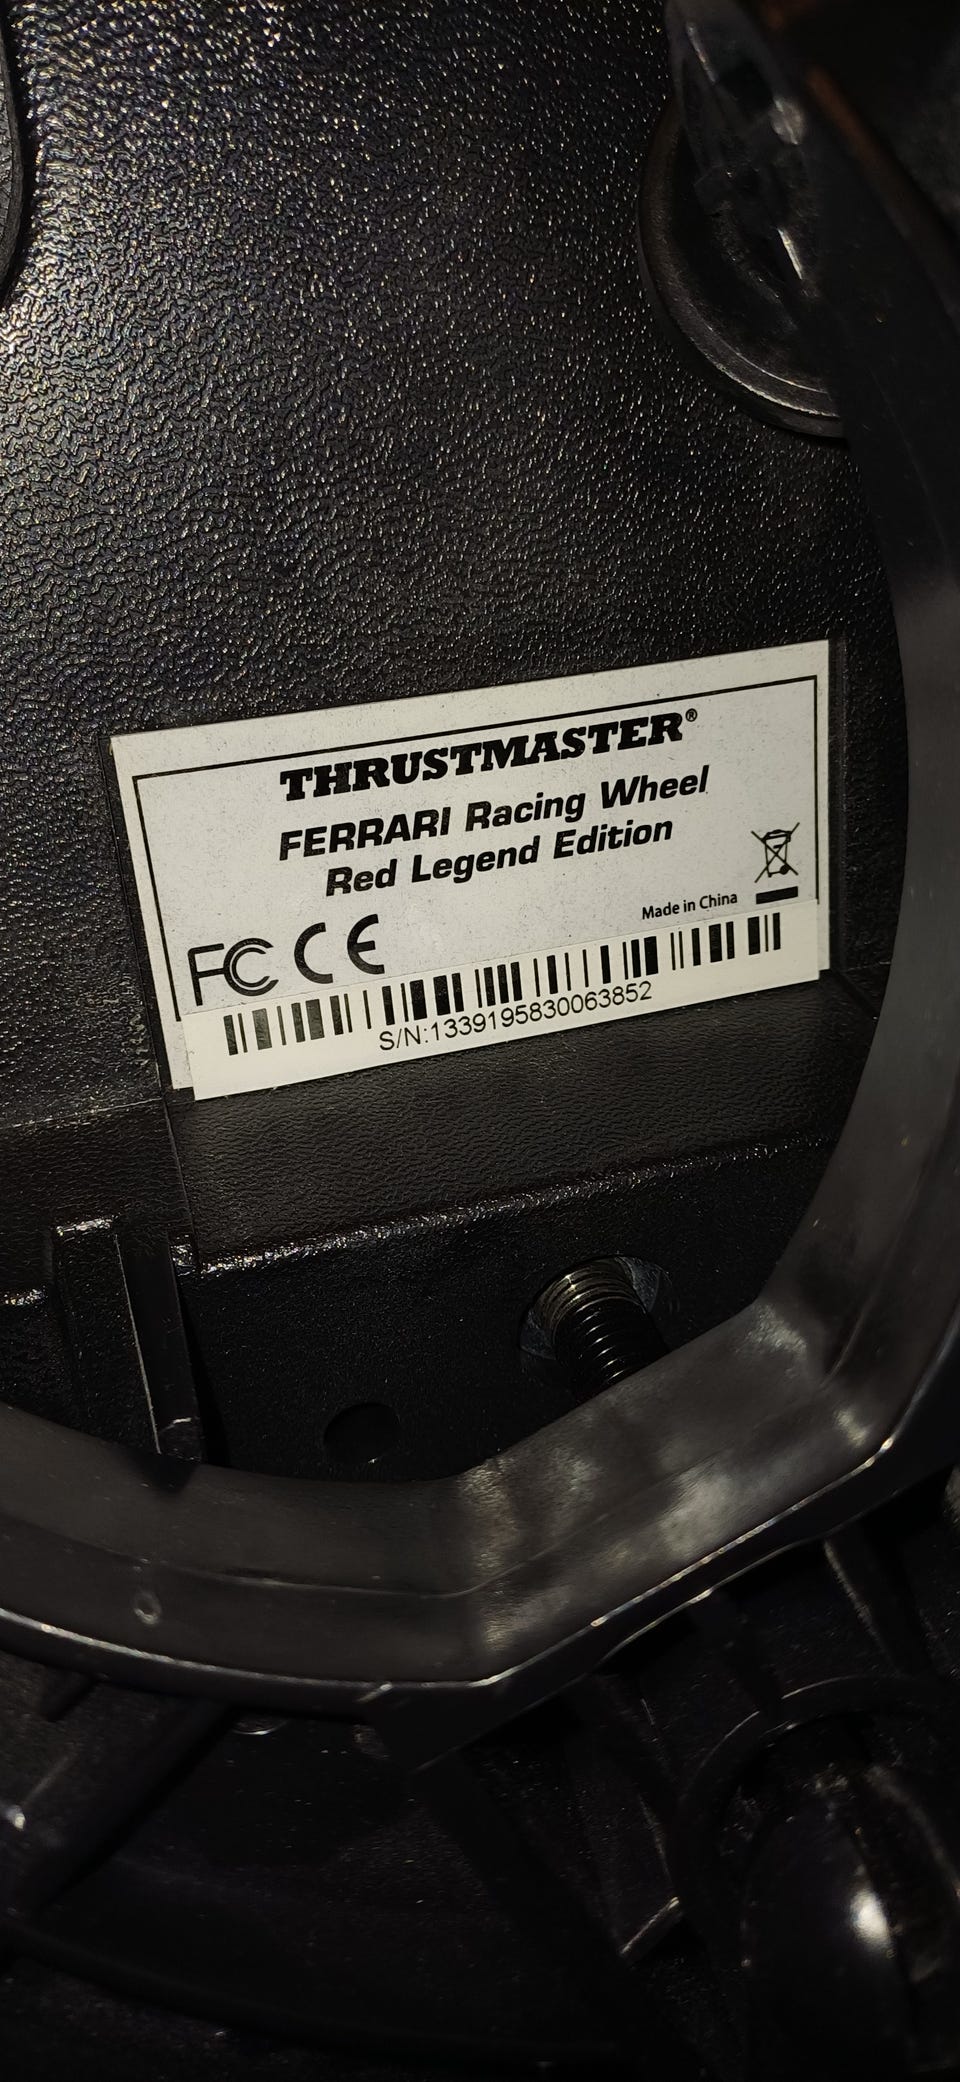 THRUSTMASTER®
FERRARI Racing Wheel
Red Legend Edition
Made in China
FC CE
S/N:1339195830063852